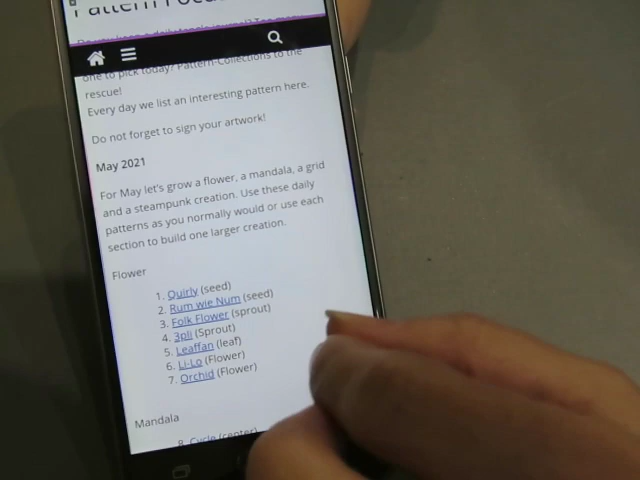 one to pick today? Pattern-Collections to the
rescue!
Every day we list an interesting pattern here.
Do not forget to sign your artwork!
May 2021
For May let's grow a flower, a mandala, a grid
and a steampunk creation. Use these daily
patterns as you normally would or use each
section to build one larger creation.
Flower
1. Quirly (seed)
2. Rum wie Num (seed)
3. Folk Flower (sprout)
4. 3pli (Sprout)
5. Leaffan (leaf)
6. Li-Lo (Flower)
7. Orchid (Flower)
Mandala
8. Cycle (center)